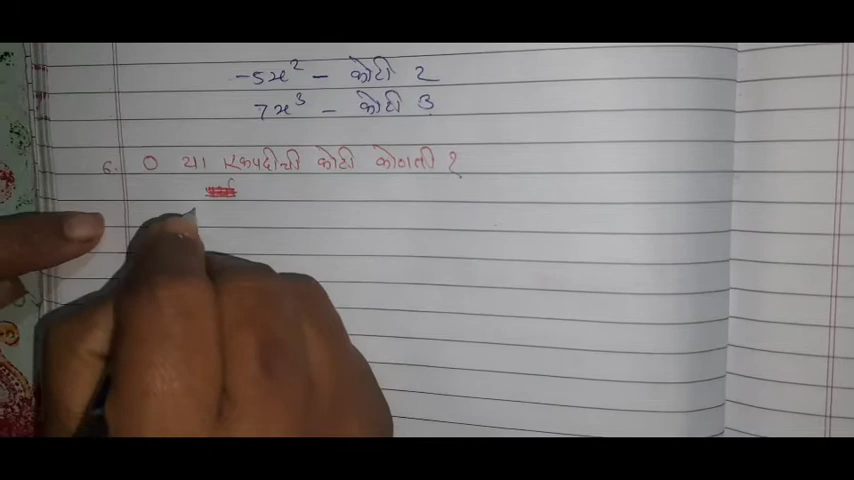 -5x² - कोटी 2
7x³ - कोटी 3
6. 0 या एकपदीची कोटी कोणती ?